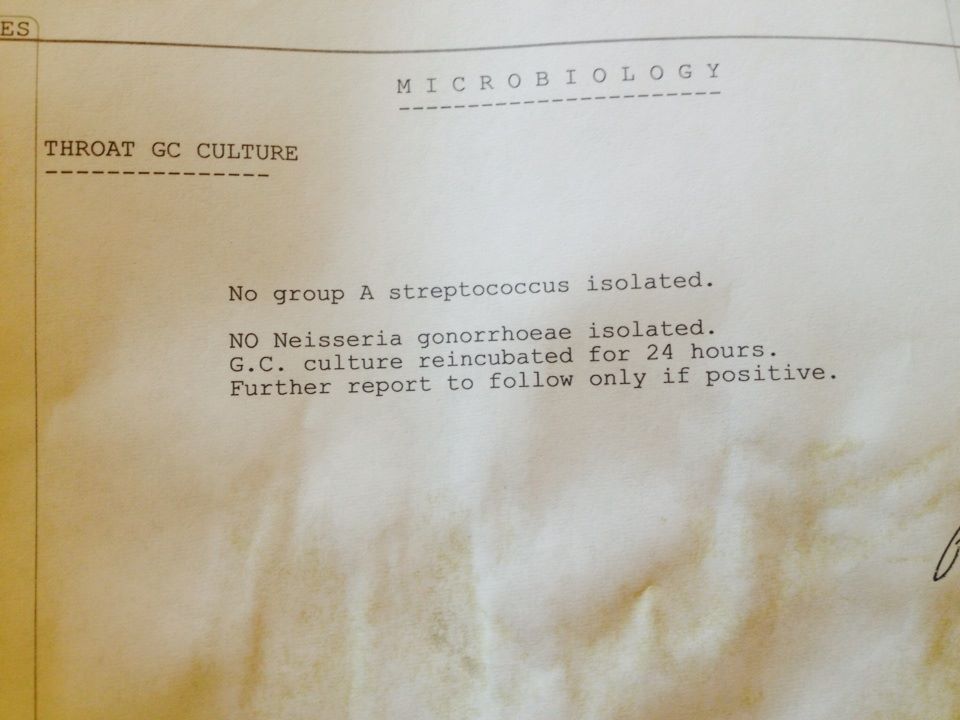 ES
M I C R O B I O L O G Y
THROAT GC CULTURE
No group A streptococcus isolated.
NO Neisseria gonorrhoeae isolated.
G.C. culture reincubated for 24 hours.
Further report to follow only if positive.